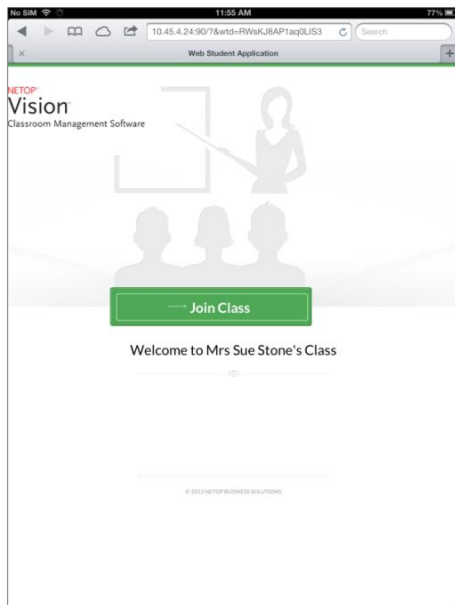 No SIM 11:55 AM 77%
10.45.4.24:90/?&wtd=RWsKJ8AP1aq0LIS3 Search
Web Student Application
NETOP
Vision
Classroom Management Software
Join Class
Welcome to Mrs Sue Stone's Class
© 2013 NETOP BUSINESS SOLUTIONS